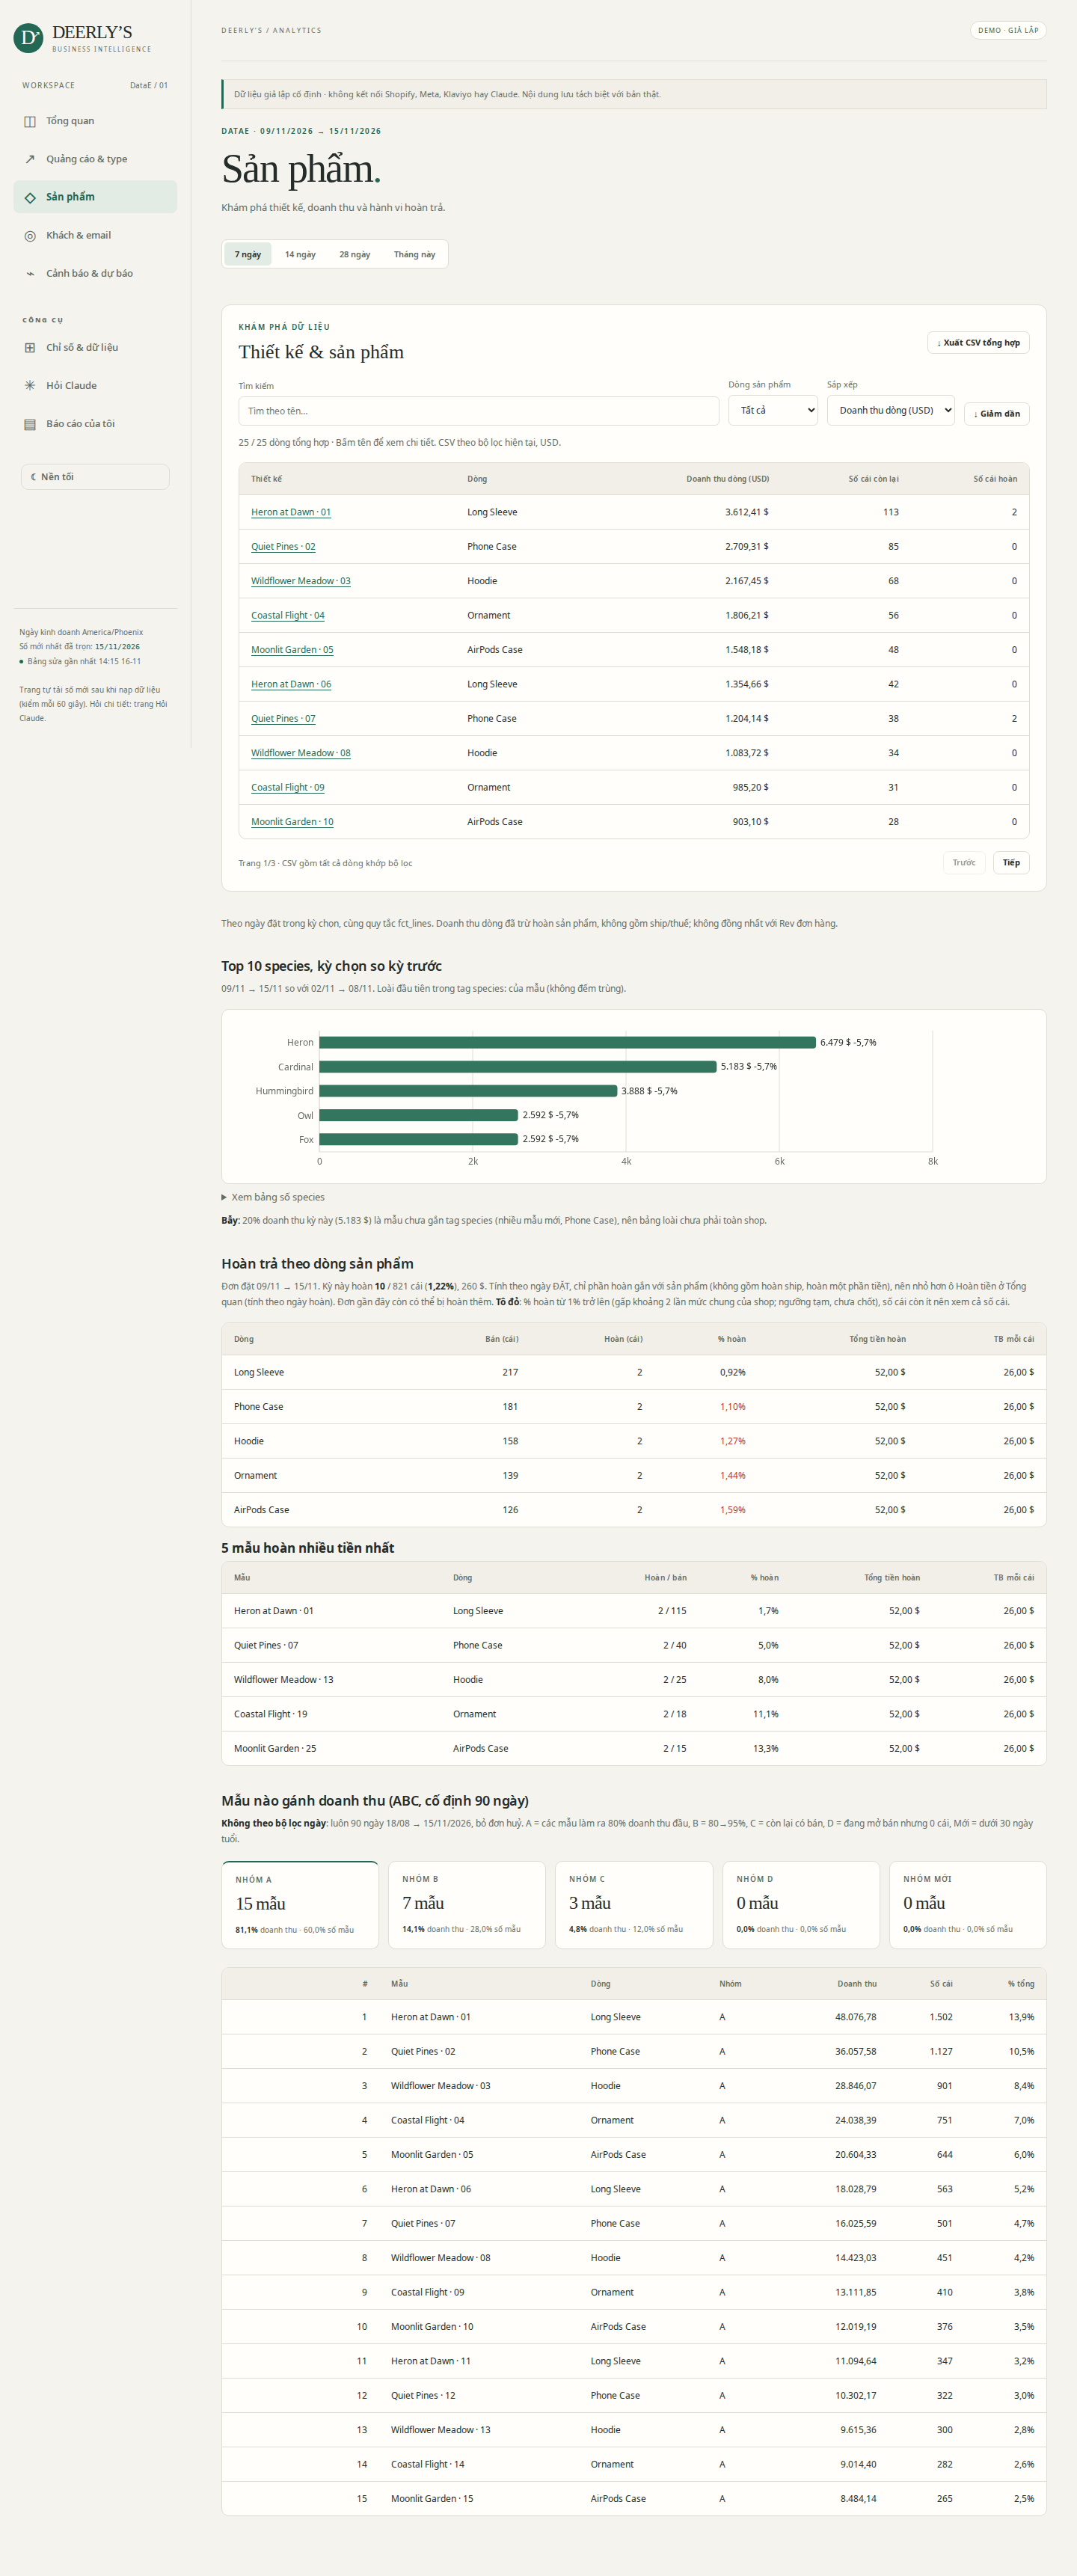 DEERLY’S
BUSINESS INTELLIGENCE
WORKSPACE DataE / 01
Tổng quan
Quảng cáo & type
Sản phẩm
Khách & email
Cảnh báo & dự báo
CÔNG CỤ
Chỉ số & dữ liệu
Hỏi Claude
Báo cáo của tôi
☾ Nền tối
Ngày kinh doanh America/Phoenix
Số mới nhất đã trọn: 15/11/2026
Bảng sửa gần nhất 14:15 16-11
Trang tự tải số mới sau khi nạp dữ liệu
(kiểm mỗi 60 giây). Hỏi chi tiết: trang Hỏi
Claude.
DEERLY’S / ANALYTICS
DEMO · GIẢ LẬP
Dữ liệu giả lập cố định · không kết nối Shopify, Meta, Klaviyo hay Claude. Nội dung lưu tách biệt với bản thật.
DATAE · 09/11/2026 → 15/11/2026
Sản phẩm.
Khám phá thiết kế, doanh thu và hành vi hoàn trả.
7 ngày 14 ngày 28 ngày Tháng này
KHÁM PHÁ DỮ LIỆU
Thiết kế & sản phẩm
↓ Xuất CSV tổng hợp
Tìm kiếm Dòng sản phẩm Sắp xếp
Tìm theo tên... Tất cả Doanh thu dòng (USD) ↓ Giảm dần
25 / 25 dòng tổng hợp · Bấm tên để xem chi tiết. CSV theo bộ lọc hiện tại, USD.
Thiết kế Dòng Doanh thu dòng (USD) Số cái còn lại Số cái hoàn
Heron at Dawn · 01 Long Sleeve 3.612,41 $ 113 2
Quiet Pines · 02 Phone Case 2.709,31 $ 85 0
Wildflower Meadow · 03 Hoodie 2.167,45 $ 68 0
Coastal Flight · 04 Ornament 1.806,21 $ 56 0
Moonlit Garden · 05 AirPods Case 1.548,18 $ 48 0
Heron at Dawn · 06 Long Sleeve 1.354,66 $ 42 0
Quiet Pines · 07 Phone Case 1.204,14 $ 38 2
Wildflower Meadow · 08 Hoodie 1.083,72 $ 34 0
Coastal Flight · 09 Ornament 985,20 $ 31 0
Moonlit Garden · 10 AirPods Case 903,10 $ 28 0
Trang 1/3 · CSV gồm tất cả dòng khớp bộ lọc Trước Tiếp
Theo ngày đặt trong kỳ chọn, cùng quy tắc fct_lines. Doanh thu dòng đã trừ hoàn sản phẩm, không gồm ship/thuế; không đồng nhất với Rev đơn hàng.
Top 10 species, kỳ chọn so kỳ trước
09/11 → 15/11 so với 02/11 → 08/11. Loài đầu tiên trong tag species: của mẫu (không đếm trùng).
Heron 6.479 $ -5,7%
Cardinal 5.183 $ -5,7%
Hummingbird 3.888 $ -5,7%
Owl 2.592 $ -5,7%
Fox 2.592 $ -5,7%
0 2k 4k 6k 8k
▶ Xem bảng số species
Bẫy: 20% doanh thu kỳ này (5.183 $) là mẫu chưa gắn tag species (nhiều mẫu mới, Phone Case), nên bảng loài chưa phải toàn shop.
Hoàn trả theo dòng sản phẩm
Đơn đặt 09/11 → 15/11. Kỳ này hoàn 10 / 821 cái (1,22%), 260 $. Tính theo ngày ĐẶT, chỉ phần hoàn gắn với sản phẩm (không gồm hoàn ship, hoàn một phần tiền), nên nhỏ hơn ô Hoàn tiền ở Tổng
quan (tính theo ngày hoàn). Đơn gần đây còn có thể bị hoàn thêm. Tô đỏ: % hoàn từ 1% trở lên (gấp khoảng 2 lần mức chung của shop; ngưỡng tạm, chưa chốt), số cái còn ít nên xem cả số cái.
Dòng Bán (cái) Hoàn (cái) % hoàn Tổng tiền hoàn TB mỗi cái
Long Sleeve 217 2 0,92% 52,00 $ 26,00 $
Phone Case 181 2 1,10% 52,00 $ 26,00 $
Hoodie 158 2 1,27% 52,00 $ 26,00 $
Ornament 139 2 1,44% 52,00 $ 26,00 $
AirPods Case 126 2 1,59% 52,00 $ 26,00 $
5 mẫu hoàn nhiều tiền nhất
Mẫu Dòng Hoàn / bán % hoàn Tổng tiền hoàn TB mỗi cái
Heron at Dawn · 01 Long Sleeve 2 / 115 1,7% 52,00 $ 26,00 $
Quiet Pines · 07 Phone Case 2 / 40 5,0% 52,00 $ 26,00 $
Wildflower Meadow · 13 Hoodie 2 / 25 8,0% 52,00 $ 26,00 $
Coastal Flight · 19 Ornament 2 / 18 11,1% 52,00 $ 26,00 $
Moonlit Garden · 25 AirPods Case 2 / 15 13,3% 52,00 $ 26,00 $
Mẫu nào gánh doanh thu (ABC, cố định 90 ngày)
Không theo bộ lọc ngày: luôn 90 ngày 18/08 → 15/11/2026, bỏ đơn huỷ. A = các mẫu làm ra 80% doanh thu đầu, B = 80→95%, C = còn lại có bán, D = đang mở bán nhưng 0 cái, Mới = dưới 30 ngày
tuổi.
NHÓM A NHÓM B NHÓM C NHÓM D NHÓM MỚI
15 mẫu 7 mẫu 3 mẫu 0 mẫu 0 mẫu
81,1% doanh thu · 60,0% số mẫu 14,1% doanh thu · 28,0% số mẫu 4,8% doanh thu · 12,0% số mẫu 0,0% doanh thu · 0,0% số mẫu 0,0% doanh thu · 0,0% số mẫu
# Mẫu Dòng Nhóm Doanh thu Số cái % tổng
1 Heron at Dawn · 01 Long Sleeve A 48.076,78 1.502 13,9%
2 Quiet Pines · 02 Phone Case A 36.057,58 1.127 10,5%
3 Wildflower Meadow · 03 Hoodie A 28.846,07 901 8,4%
4 Coastal Flight · 04 Ornament A 24.038,39 751 7,0%
5 Moonlit Garden · 05 AirPods Case A 20.604,33 644 6,0%
6 Heron at Dawn · 06 Long Sleeve A 18.028,79 563 5,2%
7 Quiet Pines · 07 Phone Case A 16.025,59 501 4,7%
8 Wildflower Meadow · 08 Hoodie A 14.423,03 451 4,2%
9 Coastal Flight · 09 Ornament A 13.111,85 410 3,8%
10 Moonlit Garden · 10 AirPods Case A 12.019,19 376 3,5%
11 Heron at Dawn · 11 Long Sleeve A 11.094,64 347 3,2%
12 Quiet Pines · 12 Phone Case A 10.302,17 322 3,0%
13 Wildflower Meadow · 13 Hoodie A 9.615,36 300 2,8%
14 Coastal Flight · 14 Ornament A 9.014,40 282 2,6%
15 Moonlit Garden · 15 AirPods Case A 8.484,14 265 2,5%